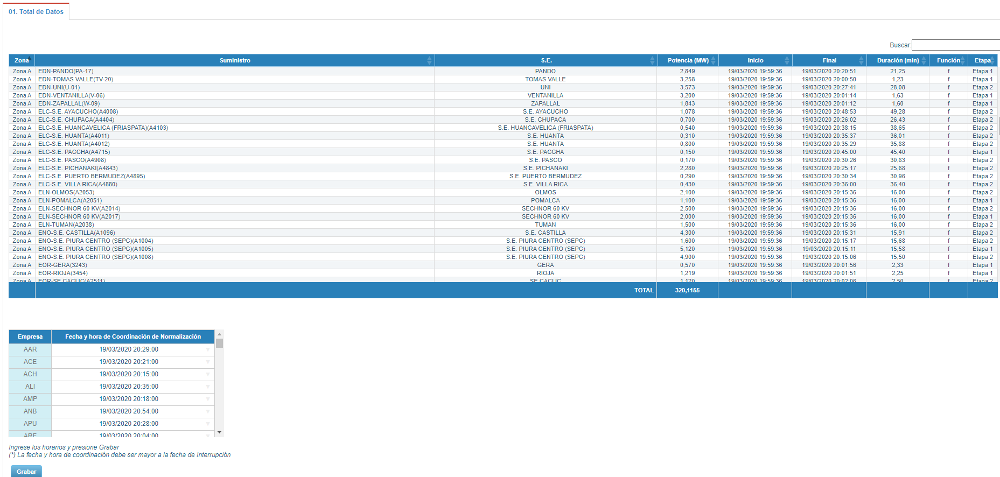 01. Total de Datos
Buscar:
Zona Suministro S.E. Potencia (MW) Inicio Final Duración (min) Función Etapa
Zona A EDN-PANDO(PA-17) PANDO 2,849 19/03/2020 19:59:36 19/03/2020 20:20:51 21,25 f Etapa 1
Zona A EDN-TOMAS VALLE(TV-20) TOMAS VALLE 3,258 19/03/2020 19:59:36 19/03/2020 20:00:50 1,23 f Etapa 1
Zona A EDN-UNI(U-01) UNI 3,573 19/03/2020 19:59:36 19/03/2020 20:27:41 28,08 f Etapa 2
Zona A EDN-VENTANILLA(V-06) VENTANILLA 3,200 19/03/2020 19:59:36 19/03/2020 20:01:14 1,63 f Etapa 1
Zona A EDN-ZAPALLAL(W-09) ZAPALLAL 1,843 19/03/2020 19:59:36 19/03/2020 20:01:12 1,60 f Etapa 1
Zona A ELC-S.E. AYACUCHO(A4008) S.E. AYACUCHO 1,078 19/03/2020 19:59:36 19/03/2020 20:48:53 49,28 f Etapa 2
Zona A ELC-S.E. CHUPACA(A4404) S.E. CHUPACA 0,700 19/03/2020 19:59:36 19/03/2020 20:26:02 26,43 f Etapa 2
Zona A ELC-S.E. HUANCAVELICA (FRIASPATA)(A4103) S.E. HUANCAVELICA (FRIASPATA) 0,540 19/03/2020 19:59:36 19/03/2020 20:38:15 38,65 f Etapa 2
Zona A ELC-S.E. HUANTA(A4011) S.E. HUANTA 0,310 19/03/2020 19:59:36 19/03/2020 20:35:37 36,01 f Etapa 2
Zona A ELC-S.E. HUANTA(A4012) S.E. HUANTA 0,800 19/03/2020 19:59:36 19/03/2020 20:35:29 35,88 f Etapa 2
Zona A ELC-S.E. PACCHA(A4715) S.E. PACCHA 0,150 19/03/2020 19:59:36 19/03/2020 20:45:00 45,40 f Etapa 1
Zona A ELC-S.E. PASCO(A4908) S.E. PASCO 0,170 19/03/2020 19:59:36 19/03/2020 20:30:26 30,83 f Etapa 2
Zona A ELC-S.E. PICHANAKI(A4843) S.E. PICHANAKI 2,280 19/03/2020 19:59:36 19/03/2020 20:25:17 25,68 f Etapa 2
Zona A ELC-S.E. PUERTO BERMUDEZ(A4895) S.E. PUERTO BERMUDEZ 0,290 19/03/2020 19:59:36 19/03/2020 20:30:34 30,96 f Etapa 2
Zona A ELC-S.E. VILLA RICA(A4880) S.E. VILLA RICA 0,430 19/03/2020 19:59:36 19/03/2020 20:36:00 36,40 f Etapa 2
Zona A ELN-OLMOS(A2053) OLMOS 2,100 19/03/2020 19:59:36 19/03/2020 20:15:36 16,00 f Etapa 2
Zona A ELN-POMALCA(A2051) POMALCA 1,100 19/03/2020 19:59:36 19/03/2020 20:15:36 16,00 f Etapa 1
Zona A ELN-SECHNOR 60 KV(A2014) SECHNOR 60 KV 2,500 19/03/2020 19:59:36 19/03/2020 20:15:36 16,00 f Etapa 2
Zona A ELN-SECHNOR 60 KV(A2017) SECHNOR 60 KV 2,000 19/03/2020 19:59:36 19/03/2020 20:15:36 16,00 f Etapa 1
Zona A ELN-TUMAN(A2038) TUMAN 1,500 19/03/2020 19:59:36 19/03/2020 20:15:36 16,00 f Etapa 2
Zona A ENO-S.E. CASTILLA(A1096) S.E. CASTILLA 4,300 19/03/2020 19:59:36 19/03/2020 20:15:31 15,91 f Etapa 2
Zona A ENO-S.E. PIURA CENTRO (SEPC)(A1004) S.E. PIURA CENTRO (SEPC) 1,600 19/03/2020 19:59:36 19/03/2020 20:15:17 15,68 f Etapa 2
Zona A ENO-S.E. PIURA CENTRO (SEPC)(A1005) S.E. PIURA CENTRO (SEPC) 5,120 19/03/2020 19:59:36 19/03/2020 20:15:11 15,58 f Etapa 1
Zona A ENO-S.E. PIURA CENTRO (SEPC)(A1008) S.E. PIURA CENTRO (SEPC) 4,900 19/03/2020 19:59:36 19/03/2020 20:15:06 15,50 f Etapa 2
Zona A EOR-GERA(3243) GERA 0,570 19/03/2020 19:59:36 19/03/2020 20:01:56 2,33 f Etapa 1
Zona A EOR-RIOJA(3454) RIOJA 1,219 19/03/2020 19:59:36 19/03/2020 20:01:51 2,25 f Etapa 1
Zona A EOR-SE CACLIC(A2511) SE CACLIC 1,120 19/03/2020 19:59:36 19/03/2020 20:02:06 2,50 f Etapa 2
TOTAL 320,1155
Empresa Fecha y hora de Coordinación de Normalización
AAR 19/03/2020 20:29:00
ACE 19/03/2020 20:21:00
ACH 19/03/2020 20:15:00
ALI 19/03/2020 20:35:00
AMP 19/03/2020 20:18:00
ANB 19/03/2020 20:54:00
APU 19/03/2020 20:28:00
ARE 19/03/2020 20:04:00
Ingrese los horarios y presione Grabar
(*) La fecha y hora de coordinación debe ser mayor a la fecha de Interrupción
Grabar